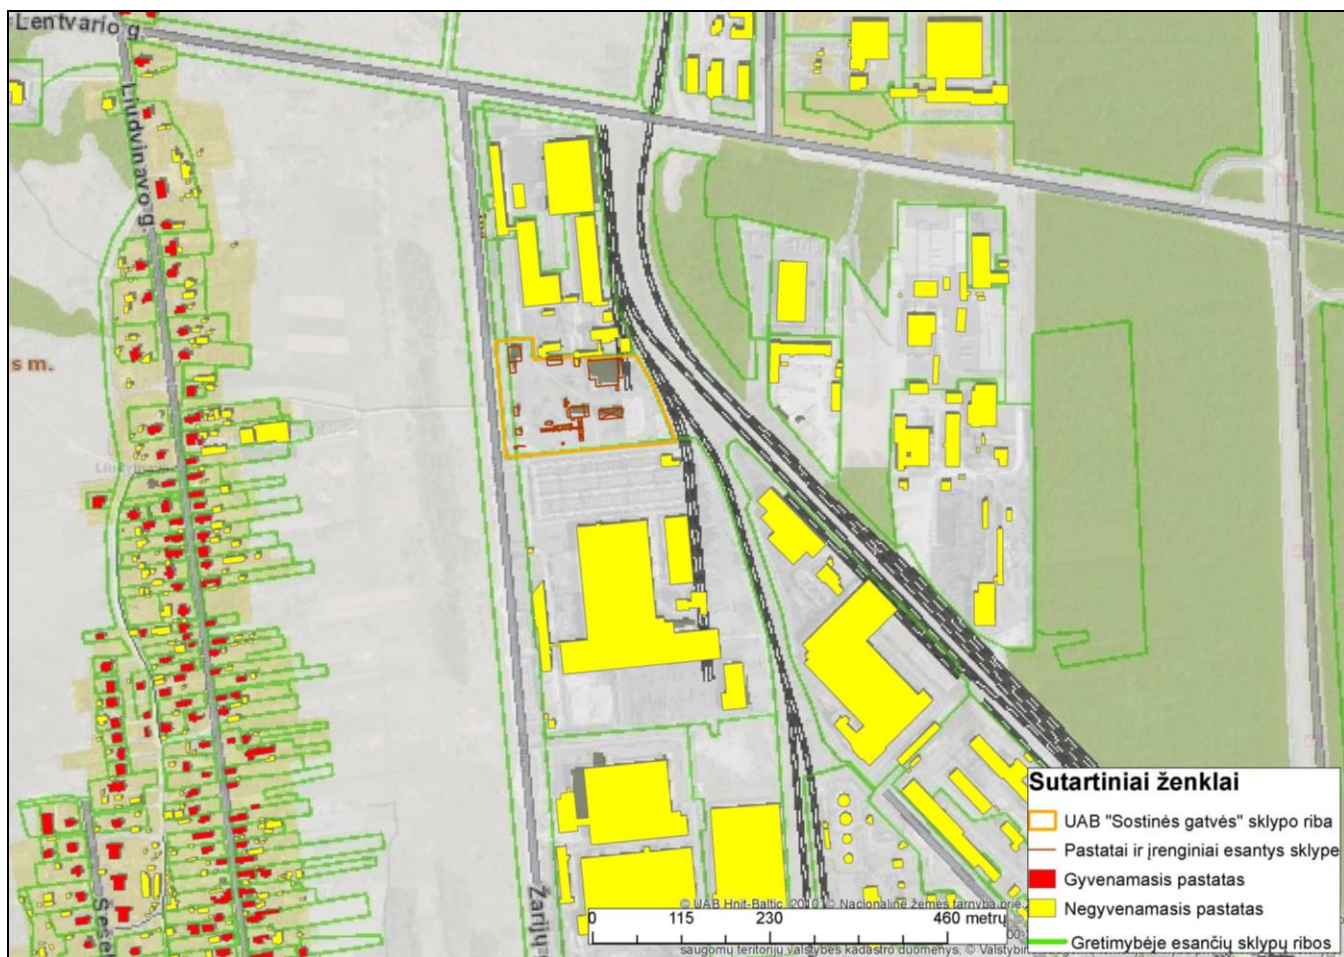 Lentvario g.
Liudvinavo g.
s m.
Sutartiniai ženklai
UAB "Sostinės gatvės" sklypo riba
Pastatai ir įrenginiai esantys sklype
Gyvenamasis pastatas
Negyvenamasis pastatas
Gretimybėje esančių sklypų ribos
© UAB Hnit-Baltic, 2010, © Nacionalinė žemės tarnyba prie
0 115 230 460 metrų
saugomų teritorijų valstybės kadastro duomenys, ©
Žarijų